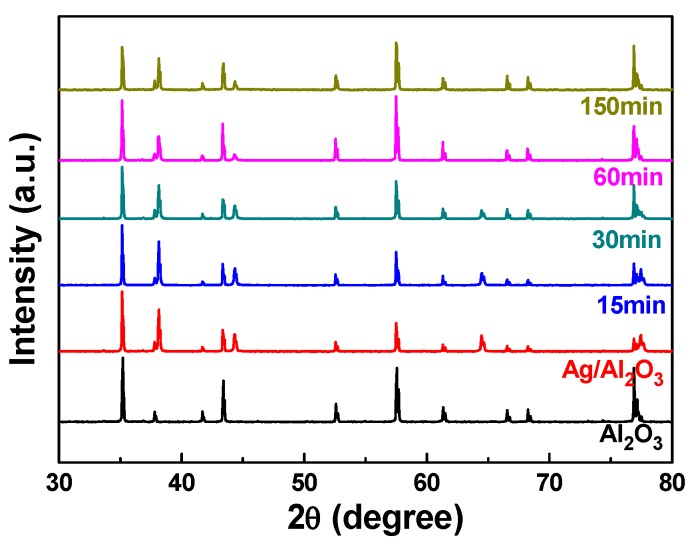 150min
60min
30min
15min
Ag/Al₂O₃
Al₂O₃
Intensity (a.u.)
30 40 50 60 70 80
2θ (degree)